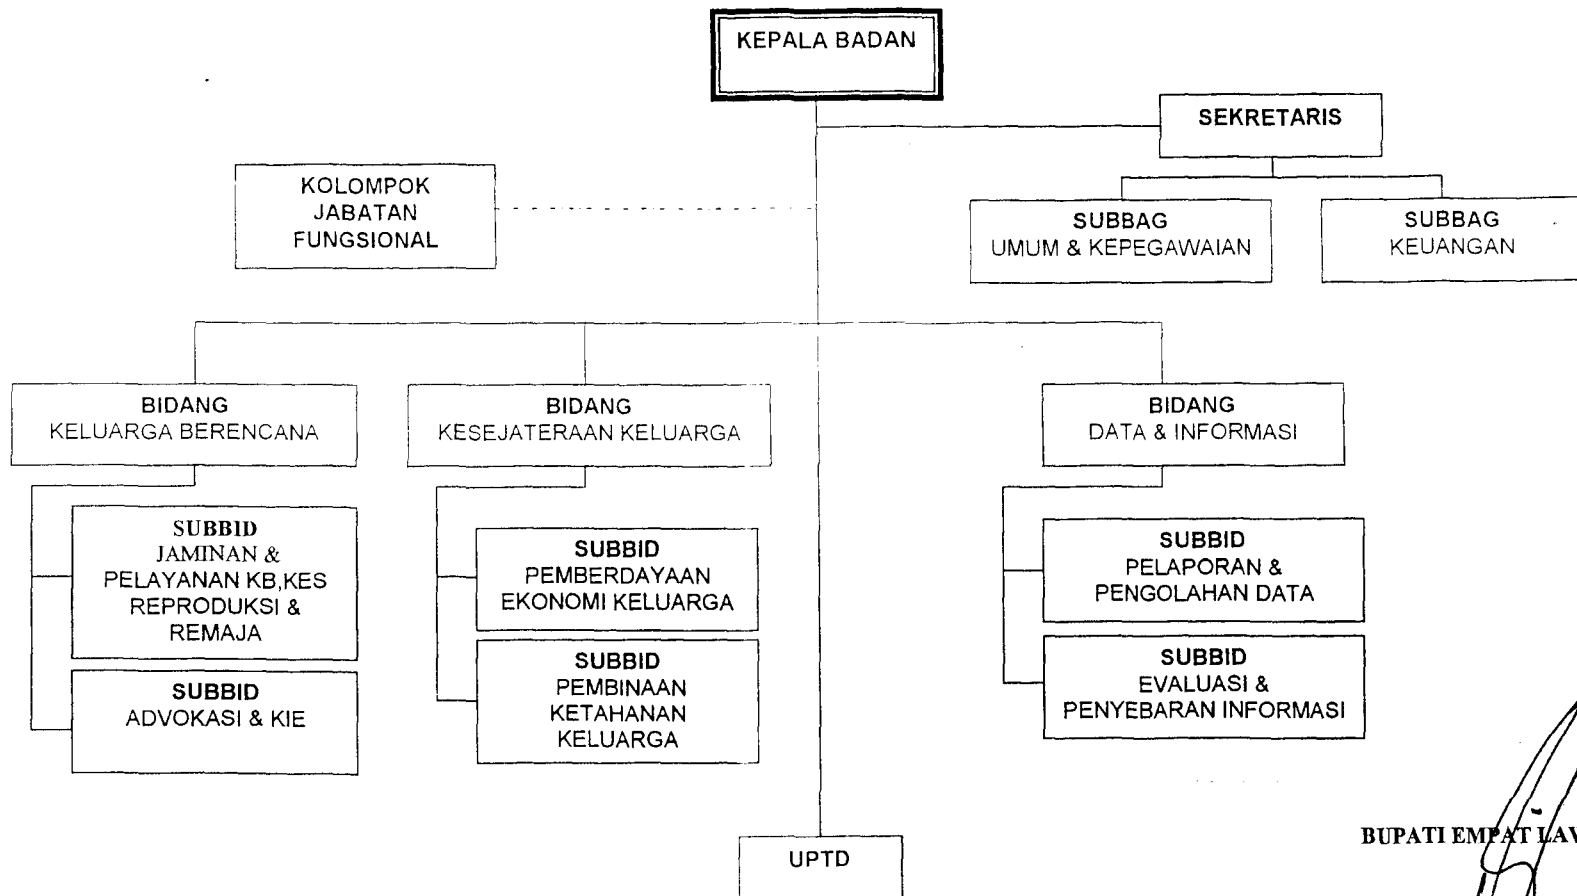 KEPALA BADAN
SEKRETARIS
KOLOMPOK
JABATAN
FUNGSIONAL
SUBBAG
UMUM & KEPEGAWAIAN
SUBBAG
KEUANGAN
BIDANG
KELUARGA BERENCANA
BIDANG
KESEJATERAAN KELUARGA
BIDANG
DATA & INFORMASI
SUBBID
JAMINAN &
PELAYANAN KB,KES
REPRODUKSI &
REMAJA
SUBBID
ADVOKASI & KIE
SUBBID
PEMBERDAYAAN
EKONOMI KELUARGA
SUBBID
PEMBINAAN
KETAHANAN
KELUARGA
SUBBID
PELAPORAN &
PENGOLAHAN DATA
SUBBID
EVALUASI &
PENYEBARAN INFORMASI
UPTD
BUPATI EMPAT